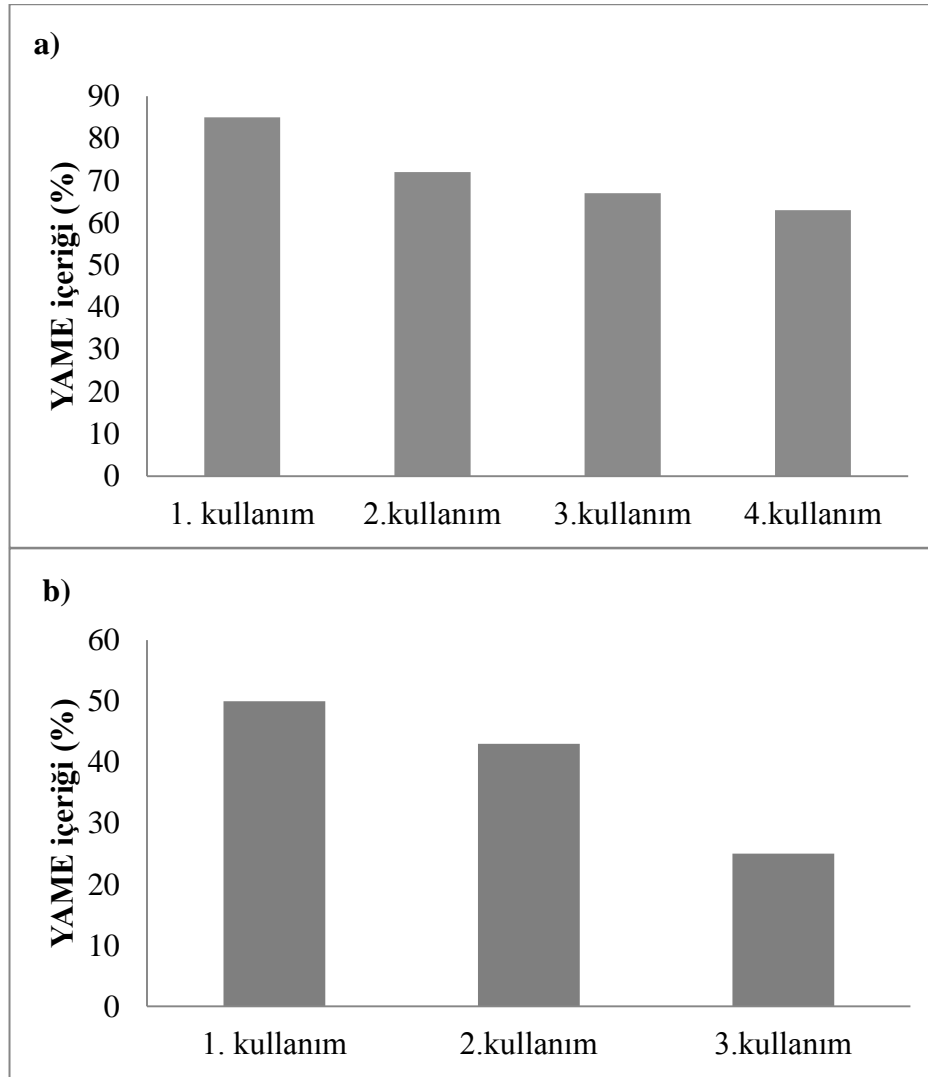 a)
YAME içeriği (%)
90
80
70
60
50
40
30
20
10
0
1. kullanım 2.kullanım 3.kullanım 4.kullanım
b)
YAME içeriği (%)
60
50
40
30
20
10
0
1. kullanım 2.kullanım 3.kullanım